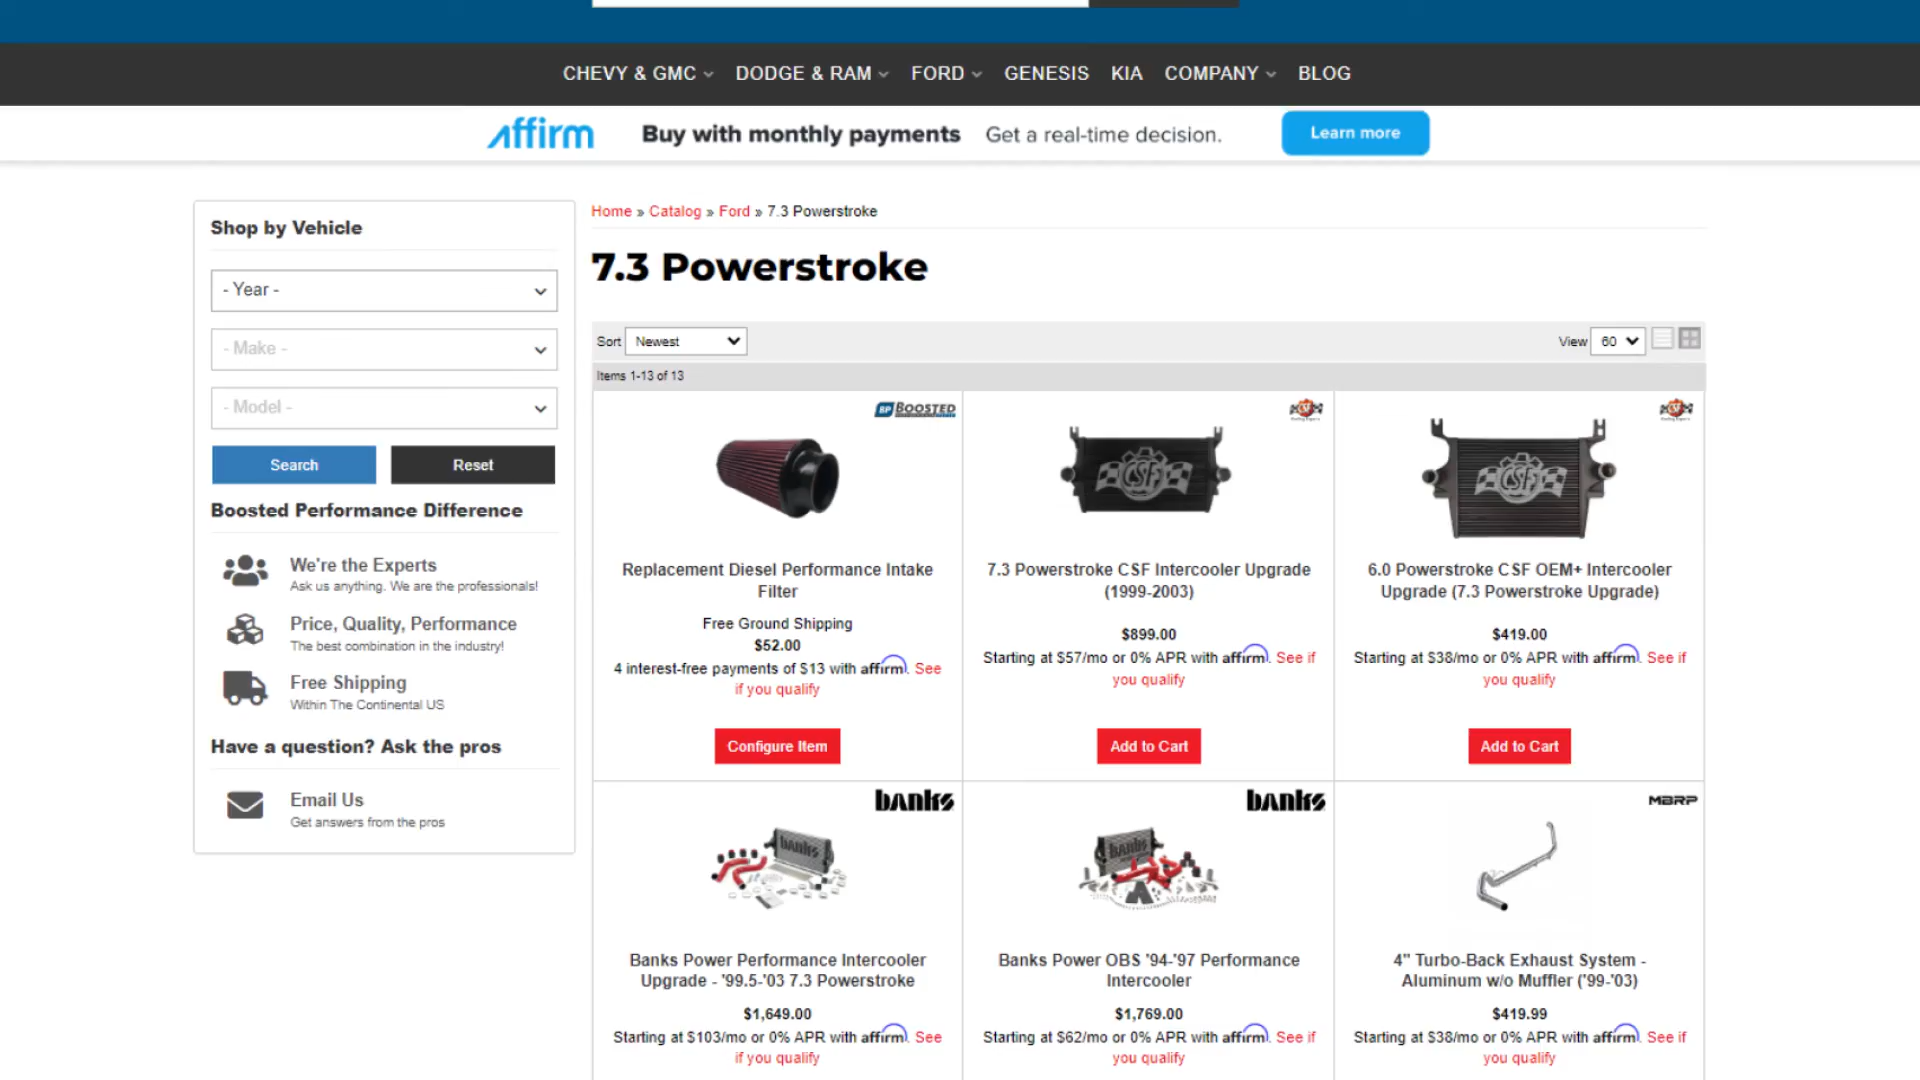 CHEVY & GMC DODGE & RAM FORD GENESIS KIA COMPANY BLOG
affirm Buy with monthly payments Get a real-time decision. Learn more
Shop by Vehicle
- Year -
- Make -
- Model -
Search Reset
Boosted Performance Difference
We're the Experts
Ask us anything. We are the professionals!
Price, Quality, Performance
The best combination in the industry!
Free Shipping
Within The Continental US
Have a question? Ask the pros
Email Us
Get answers from the pros
Home » Catalog » Ford » 7.3 Powerstroke
7.3 Powerstroke
Sort Newest View 60
Items 1-13 of 13
BP BOOSTED
CSF
CSF
Replacement Diesel Performance Intake
Filter
Free Ground Shipping
$52.00
4 interest-free payments of $13 with affirm. See
if you qualify
Configure Item
7.3 Powerstroke CSF Intercooler Upgrade
(1999-2003)
$899.00
Starting at $57/mo or 0% APR with affirm. See if
you qualify
Add to Cart
6.0 Powerstroke CSF OEM+ Intercooler
Upgrade (7.3 Powerstroke Upgrade)
$419.00
Starting at $38/mo or 0% APR with affirm. See if
you qualify
Add to Cart
banks
banks
Banks Power Performance Intercooler
Upgrade - '99.5-'03 7.3 Powerstroke
$1,649.00
Starting at $103/mo or 0% APR with affirm. See
if you qualify
banks
banks
Banks Power OBS '94-'97 Performance
Intercooler
$1,769.00
Starting at $62/mo or 0% APR with affirm. See if
you qualify
MBRP
4" Turbo-Back Exhaust System -
Aluminum w/o Muffler ('99-'03)
$419.99
Starting at $38/mo or 0% APR with affirm. See if
you qualify